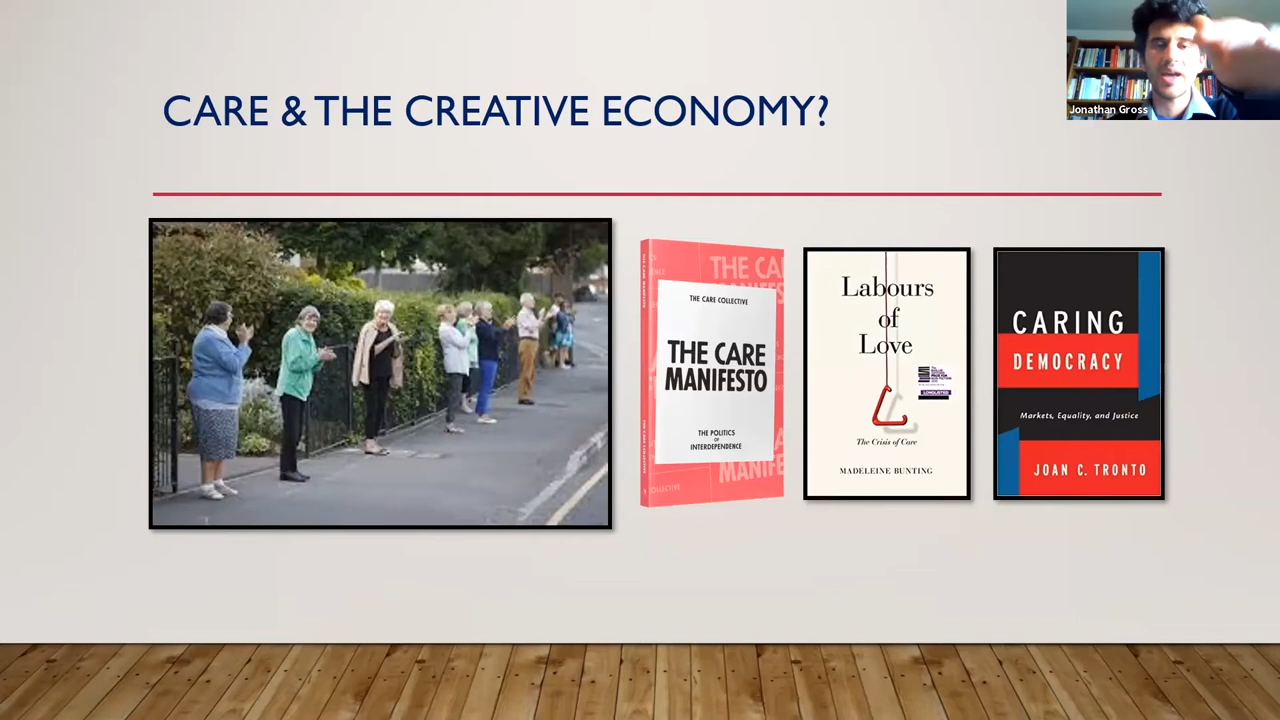 CARE & THE CREATIVE ECONOMY?
Jonathan Gross
THE CARE COLLECTIVE
THE CARE
MANIFESTO
THE POLITICS
OF
INTERDEPENDENCE
Labours
of
Love
LONGLISTED
The Crisis of Care
MADELEINE BUNTING
CARING
DEMOCRACY
Markets, Equality, and Justice
JOAN C. TRONTO